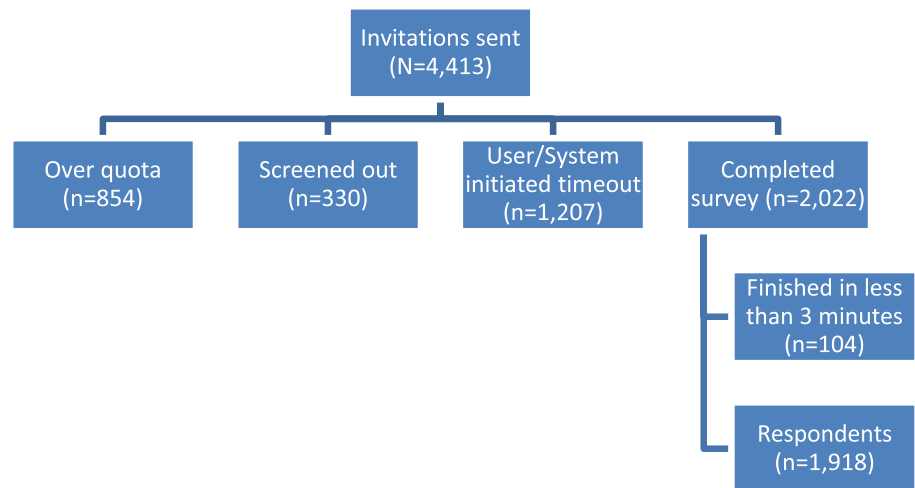 Invitations sent
(N=4,413)
Over quota
(n=854)
Screened out
(n=330)
User/System
initiated timeout
(n=1,207)
Completed
survey (n=2,022)
Finished in less
than 3 minutes
(n=104)
Respondents
(n=1,918)